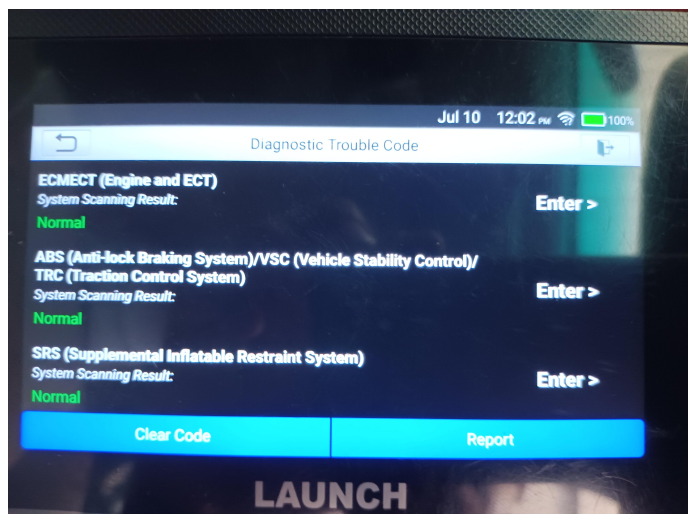 Jul 10 12:02 PM 100%
Diagnostic Trouble Code
ECMECT (Engine and ECT)
System Scanning Result:
Enter >
Normal
ABS (Anti-lock Braking System)/VSC (Vehicle Stability Control)/
TRC (Traction Control System)
System Scanning Result:
Enter >
Normal
SRS (Supplemental Inflatable Restraint System)
System Scanning Result:
Enter >
Normal
Clear Code Report
LAUNCH